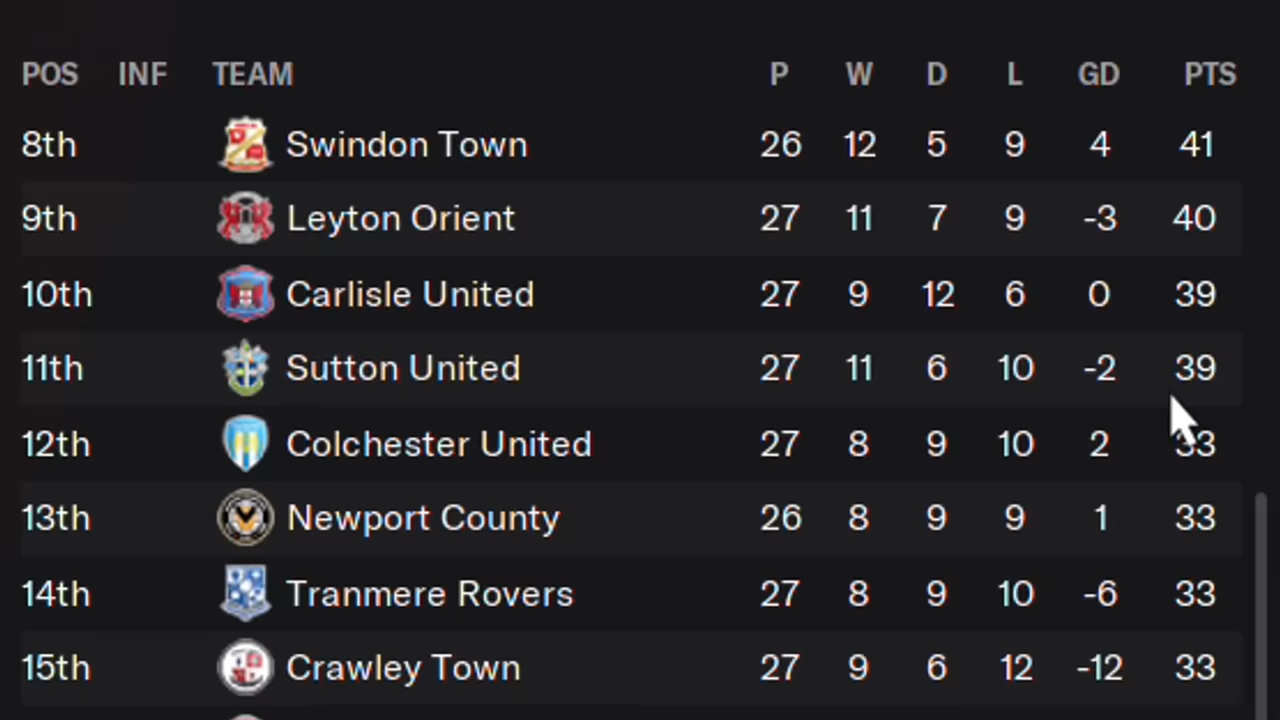 POS INF TEAM P W D L GD PTS
8th Swindon Town 26 12 5 9 4 41
9th Leyton Orient 27 11 7 9 -3 40
10th Carlisle United 27 9 12 6 0 39
11th Sutton United 27 11 6 10 -2 39
12th Colchester United 27 8 9 10 2 33
13th Newport County 26 8 9 9 1 33
14th Tranmere Rovers 27 8 9 10 -6 33
15th Crawley Town 27 9 6 12 -12 33